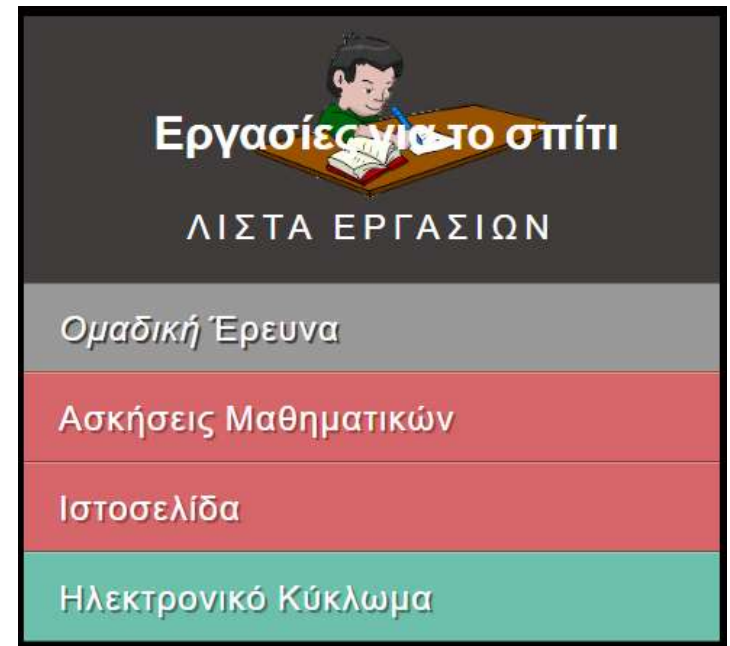 Εργασίες για το σπίτι
ΛΙΣΤΑ ΕΡΓΑΣΙΩΝ
Ομαδική Έρευνα
Ασκήσεις Μαθηματικών
Ιστοσελίδα
Ηλεκτρονικό Κύκλωμα